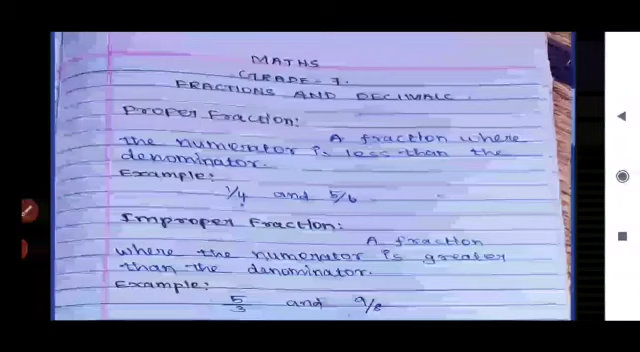 MATHS
GRADE - 7.
FRACTIONS AND DECIMALS.
Proper Fraction:
A fraction where
the numerator is less than the
denominator.
Example:
1/4 and 5/6
Improper Fraction:
A fraction
where the numerator is greater
than the denominator.
Example:
5/3 and 9/8